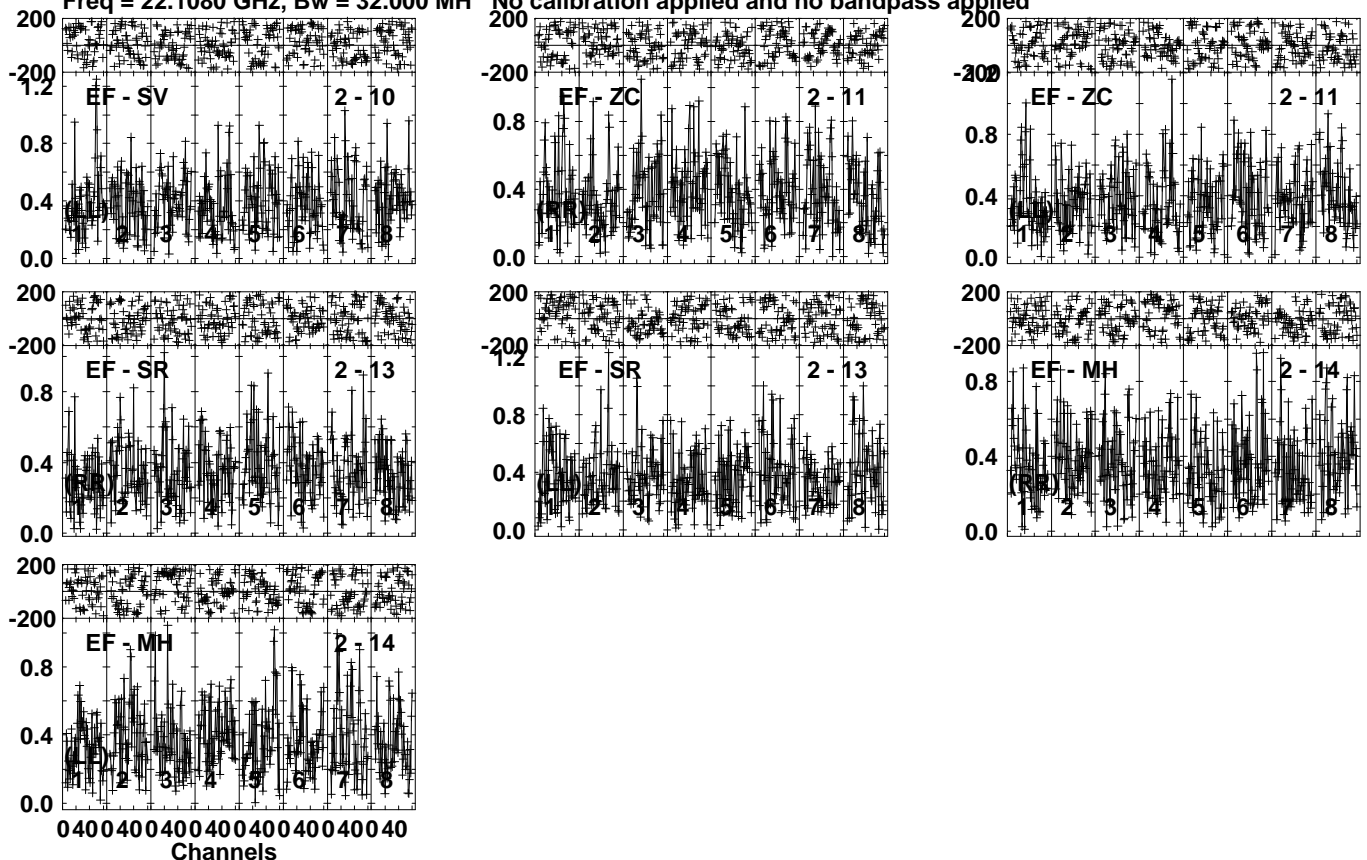 Freq = 22.1080 GHz, Bw = 32.000 MH No calibration applied and no bandpass applied
200 200 200
-200 -200 -200
1.2 1.2
EF - SV 2 - 10 EF - ZC 2 - 11 EF - ZC 2 - 11
0.8 0.8 0.8
0.4 0.4 0.4
(LL) (RR) (LL)
1 2 3 4 5 6 7 8 1 2 3 4 5 6 7 8 1 2 3 4 5 6 7 8
0.0 0.0 0.0
200 200 200
-200 -200 -200
1.2
EF - SR 2 - 13 EF - SR 2 - 13 EF - MH 2 - 14
0.8 0.8 0.8
0.4 0.4 0.4
(RR) (LL) (RR)
1 2 3 4 5 6 7 8 1 2 3 4 5 6 7 8 1 2 3 4 5 6 7 8
0.0 0.0 0.0
200
-200
EF - MH 2 - 14
0.8
0.4
(LL)
1 2 3 4 5 6 7 8
0.0
0 40 0 40 0 40 0 40 0 40 0 40 0 40 0 40
Channels